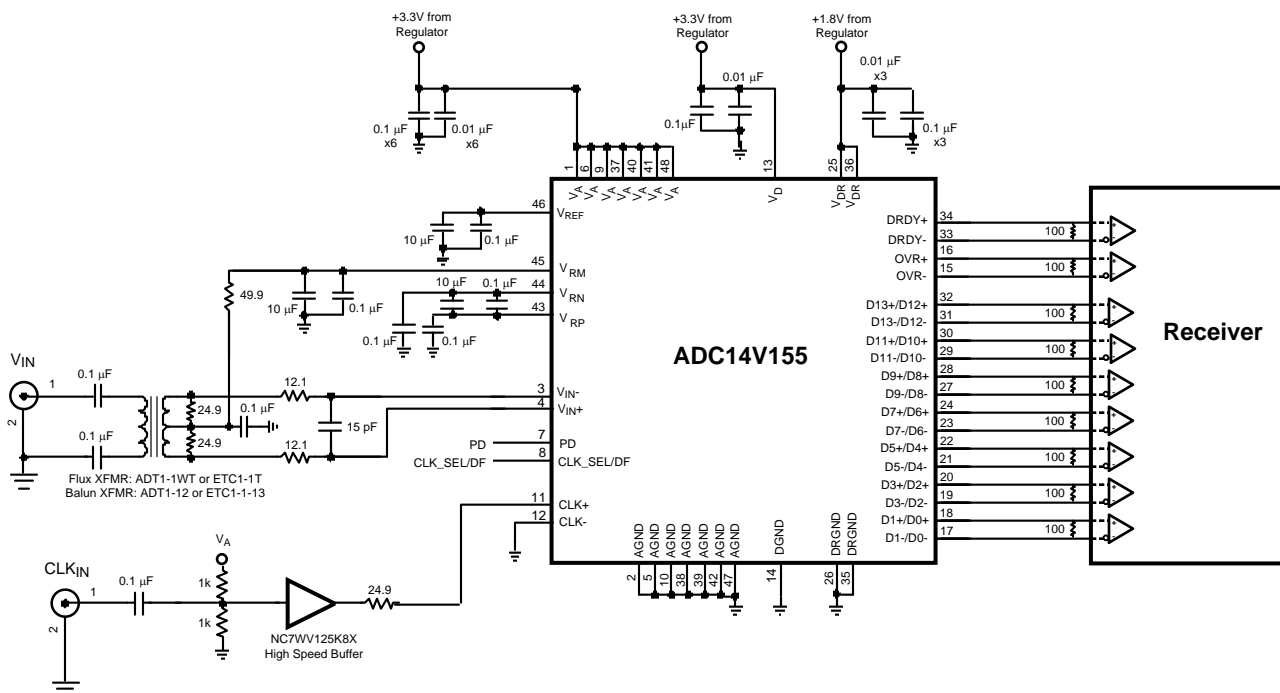 +3.3V from
Regulator
+3.3V from
Regulator
+1.8V from
Regulator
0.1 µF
x6
0.01 µF
x6
0.01 µF
0.1µF
0.01 µF
x3
0.1 µF
x3
1
6
9
37
40
41
48
13
25
36
VA
VA
VA
VA
VA
VA
VA
VD
VDR
VDR
46
VREF
10 µF
0.1 µF
45
VRM
49.9
10 µF
0.1 µF
44
VRN
10 µF
0.1 µF
43
VRP
0.1 µF
0.1 µF
ADC14V155
VIN
1
2
0.1 µF
0.1 µF
24.9
24.9
0.1 µF
12.1
12.1
15 pF
3
VIN-
4
VIN+
PD
7
PD
CLK_SEL/DF
8
CLK_SEL/DF
Flux XFMR: ADT1-1WT or ETC1-1T
Balun XFMR: ADT1-12 or ETC1-1-13
11
CLK+
12
CLK-
VA
CLKIN
1
2
0.1 µF
1k
1k
24.9
NC7WV125K8X
High Speed Buffer
AGND
AGND
AGND
AGND
AGND
AGND
AGND
DGND
DRGND
DRGND
2
5
10
38
39
42
47
14
26
35
DRDY+ 34
DRDY- 33
100
OVR+ 16
OVR- 15
100
D13+/D12+ 32
D13-/D12- 31
100
D11+/D10+ 30
D11-/D10- 29
100
D9+/D8+ 28
D9-/D8- 27
100
D7+/D6+ 24
D7-/D6- 23
100
D5+/D4+ 22
D5-/D4- 21
100
D3+/D2+ 20
D3-/D2- 19
100
D1+/D0+ 18
D1-/D0- 17
100
Receiver